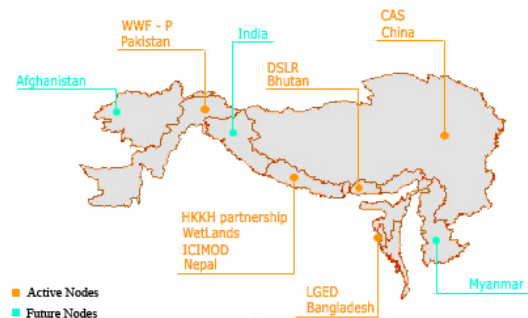 WWF - P
Pakistan
India
CAS
China
Afghanistan
DSLR
Bhutan
HKKH partnership
WetLands
ICIMOD
Nepal
LGED
Bangladesh
Myanmar
Active Nodes
Future Nodes